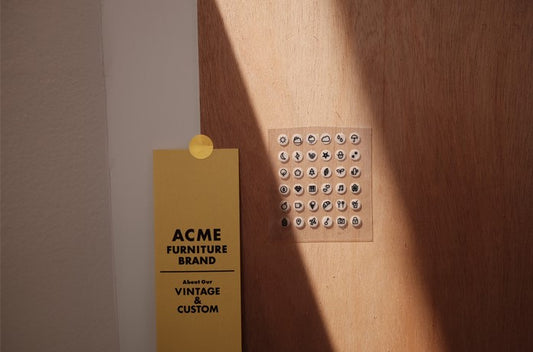 ACME
FURNITURE
BRAND
About Our
VINTAGE
&
CUSTOM